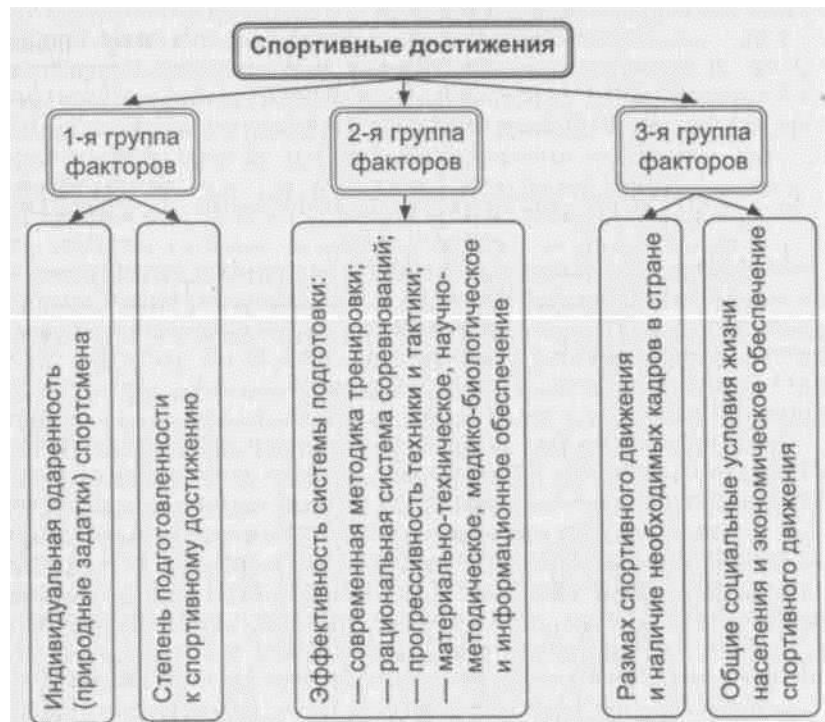 Спортивные достижения
1-я группа
факторов
2-я группа
факторов
3-я группа
факторов
Индивидуальная одаренность
(природные задатки) спортсмена
Степень подготовленности
к спортивному достижению
Эффективность системы подготовки:
— современная методика тренировки;
— рациональная система соревнований;
— прогрессивность техники и тактики;
— материально-техническое, научно-
методическое, медико-биологическое
и информационное обеспечение
Размах спортивного движения
и наличие необходимых кадров в стране
Общие социальные условия жизни
населения и экономическое обеспечение
спортивного движения